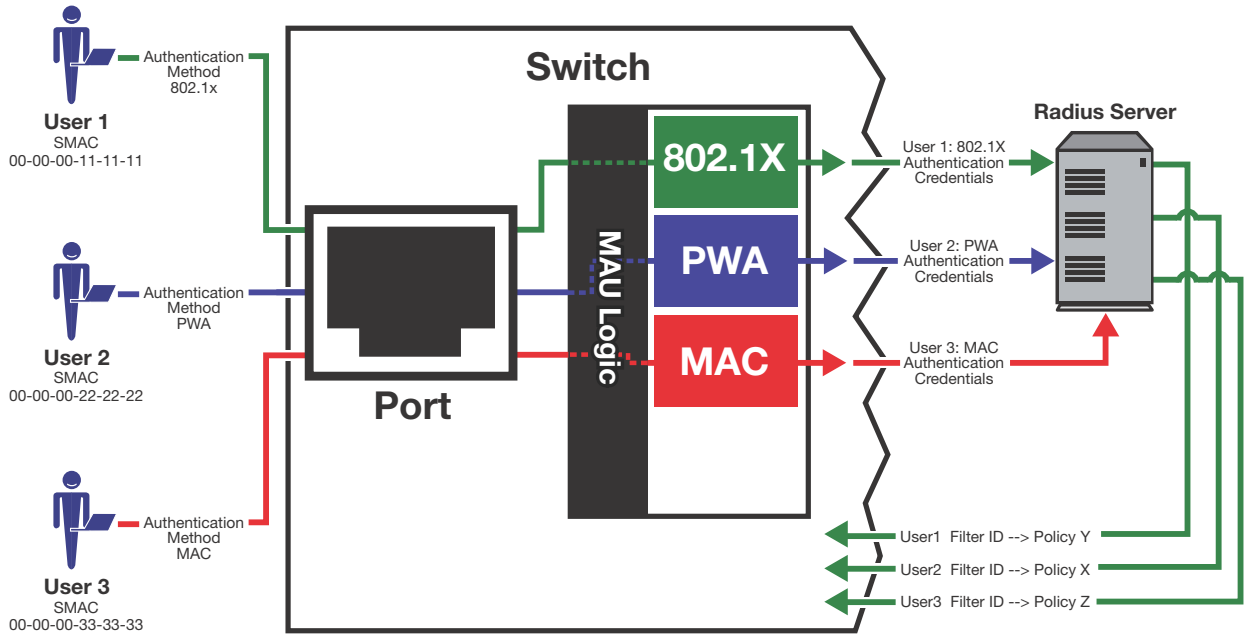 Switch
Authentication
Method
802.1x
User 1
SMAC
00-00-00-11-11-11
Radius Server
802.1X
User 1: 802.1X
Authentication
Credentials
MAU Logic
PWA
User 2: PWA
Authentication
Credentials
Authentication
Method
PWA
User 2
SMAC
00-00-00-22-22-22
MAC
User 3: MAC
Authentication
Credentials
Port
Authentication
Method
MAC
User 3
SMAC
00-00-00-33-33-33
User1 Filter ID --> Policy Y
User2 Filter ID --> Policy X
User3 Filter ID --> Policy Z